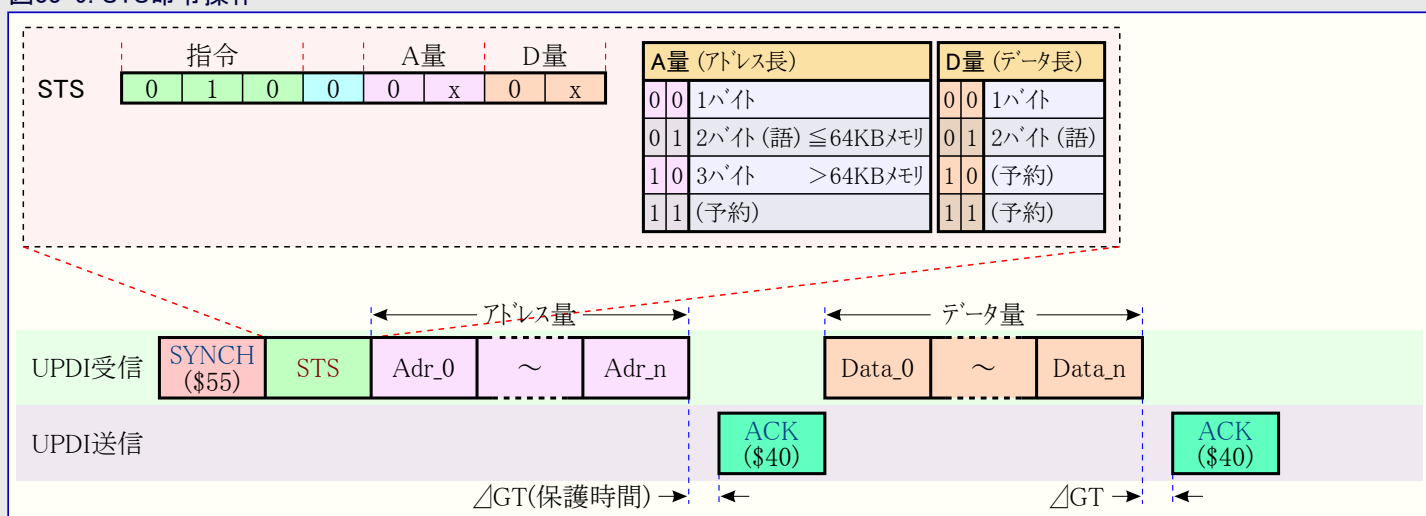 指令 A量 D量
STS 0 1 0 0 0 x 0 x
A量 (アドレス長)
0 0 1バイト
0 1 2バイト (語) ≦64KBメモリ
1 0 3バイト >64KBメモリ
1 1 (予約)
D量 (データ長)
0 0 1バイト
0 1 2バイト (語)
1 0 (予約)
1 1 (予約)
アドレス量 データ量
UPDI受信 SYNCH ($55) STS Adr_0 ~ Adr_n Data_0 ~ Data_n
UPDI送信 ACK ($40) ACK ($40)
⊿GT(保護時間) ⊿GT